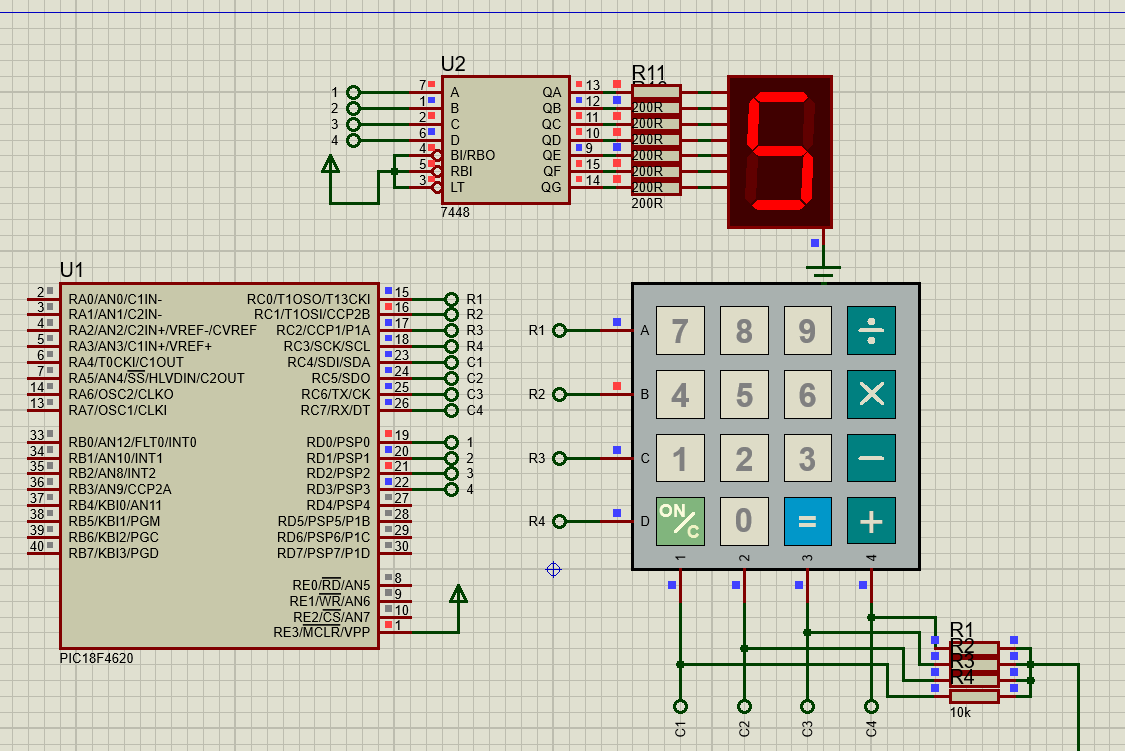 U2
R11
1 7 A QA 13
2 1 B QB 12 200R
3 2 C QC 11 200R
4 6 D QD 10 200R
4 BI/RBO QE 9 200R
5 RBI QF 15 200R
3 LT QG 14 200R
7448 200R
U1
2 RA0/AN0/C1IN- RC0/T1OSO/T13CKI 15 R1
3 RA1/AN1/C2IN- RC1/T1OSI/CCP2B 16 R2
4 RA2/AN2/C2IN+/VREF-/CVREF RC2/CCP1/P1A 17 R3
5 RA3/AN3/C1IN+/VREF+ RC3/SCK/SCL 18 R4
6 RA4/T0CKI/C1OUT RC4/SDI/SDA 23 C1
7 RA5/AN4/SS/HLVDIN/C2OUT RC5/SDO 24 C2
14 RA6/OSC2/CLKO RC6/TX/CK 25 C3
13 RA7/OSC1/CLKI RC7/RX/DT 26 C4
33 RB0/AN12/FLT0/INT0 RD0/PSP0 19 1
34 RB1/AN10/INT1 RD1/PSP1 20 2
35 RB2/AN8/INT2 RD2/PSP2 21 3
36 RB3/AN9/CCP2A RD3/PSP3 22 4
37 RB4/KBI0/AN11 RD4/PSP4 27
38 RB5/KBI1/PGM RD5/PSP5/P1B 28
39 RB6/KBI2/PGC RD6/PSP6/P1C 29
40 RB7/KBI3/PGD RD7/PSP7/P1D 30
RE0/RD/AN5 8
RE1/WR/AN6 9
RE2/CS/AN7 10
RE3/MCLR/VPP 1
PIC18F4620
5
R1 A 7 8 9 ÷
R2 B 4 5 6 ×
R3 C 1 2 3 −
R4 D ON/C 0 = +
1 2 3 4
R1
R2
R3
R4
10k
C1 C2 C3 C4